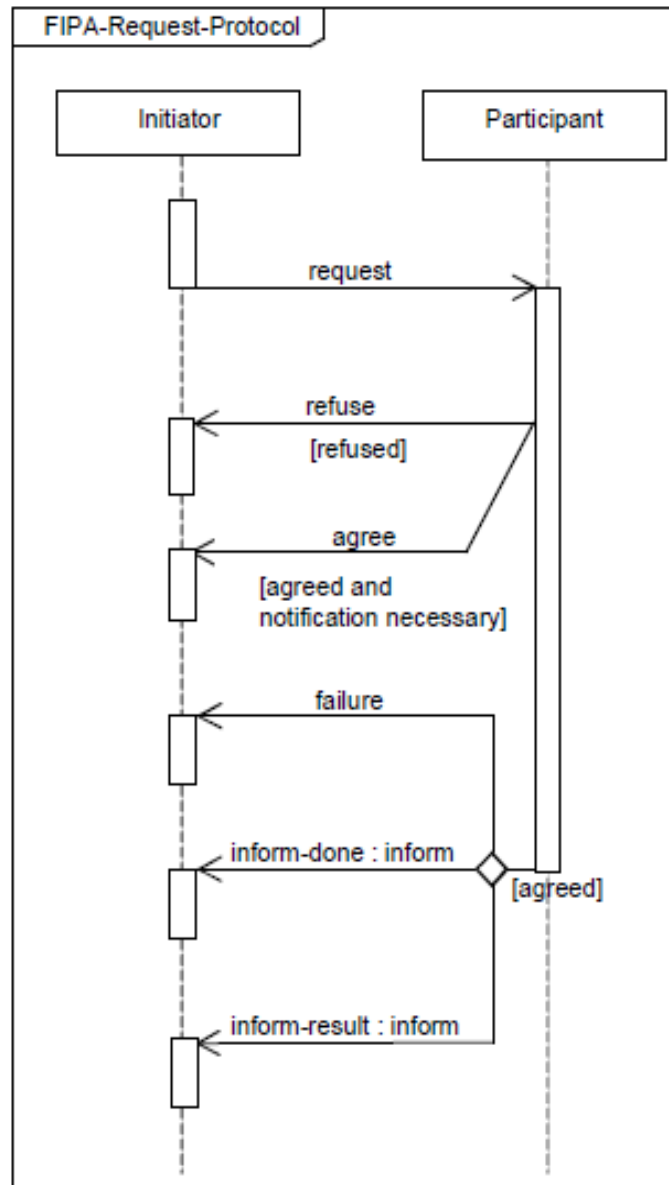 FIPA-Request-Protocol
Initiator
Participant
request
refuse
[refused]
agree
[agreed and
notification necessary]
failure
inform-done : inform
[agreed]
inform-result : inform